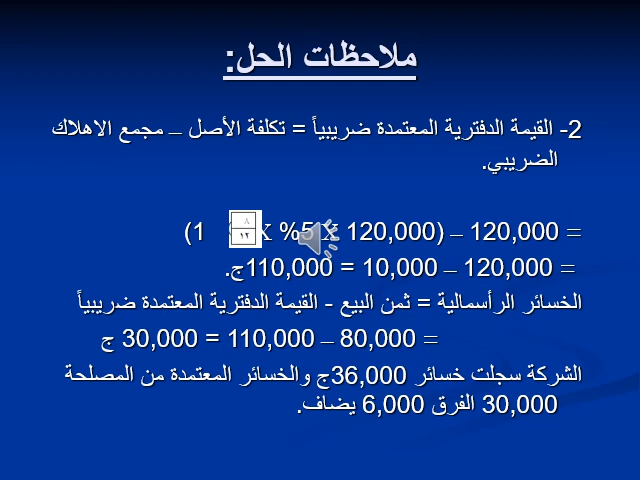 ملاحظات الحل:
2- القيمة الدفترية المعتمدة ضريبياً = تكلفة الأصل – مجمع الاهلاك
الضريبي.
= 120,000 – (120,000 X 5% X ٨/١٢ 1)
= 120,000 – 10,000 = 110,000ج.
الخسائر الرأسمالية = ثمن البيع - القيمة الدفترية المعتمدة ضريبياً
= 80,000 – 110,000 = 30,000 ج
الشركة سجلت خسائر 36,000ج والخسائر المعتمدة من المصلحة
30,000 الفرق 6,000 يضاف.